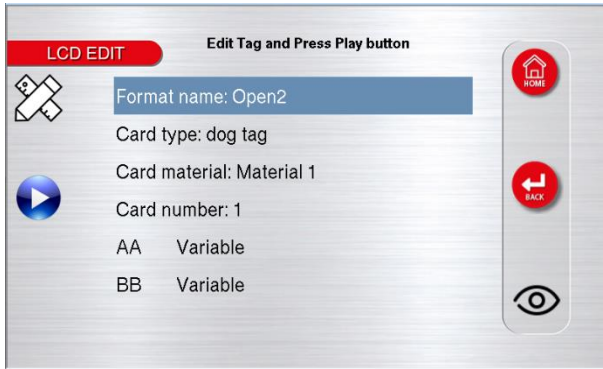 LCD EDIT
Edit Tag and Press Play button
HOME
Format name: Open2
Card type: dog tag
Card material: Material 1
Card number: 1
BACK
AA Variable
BB Variable